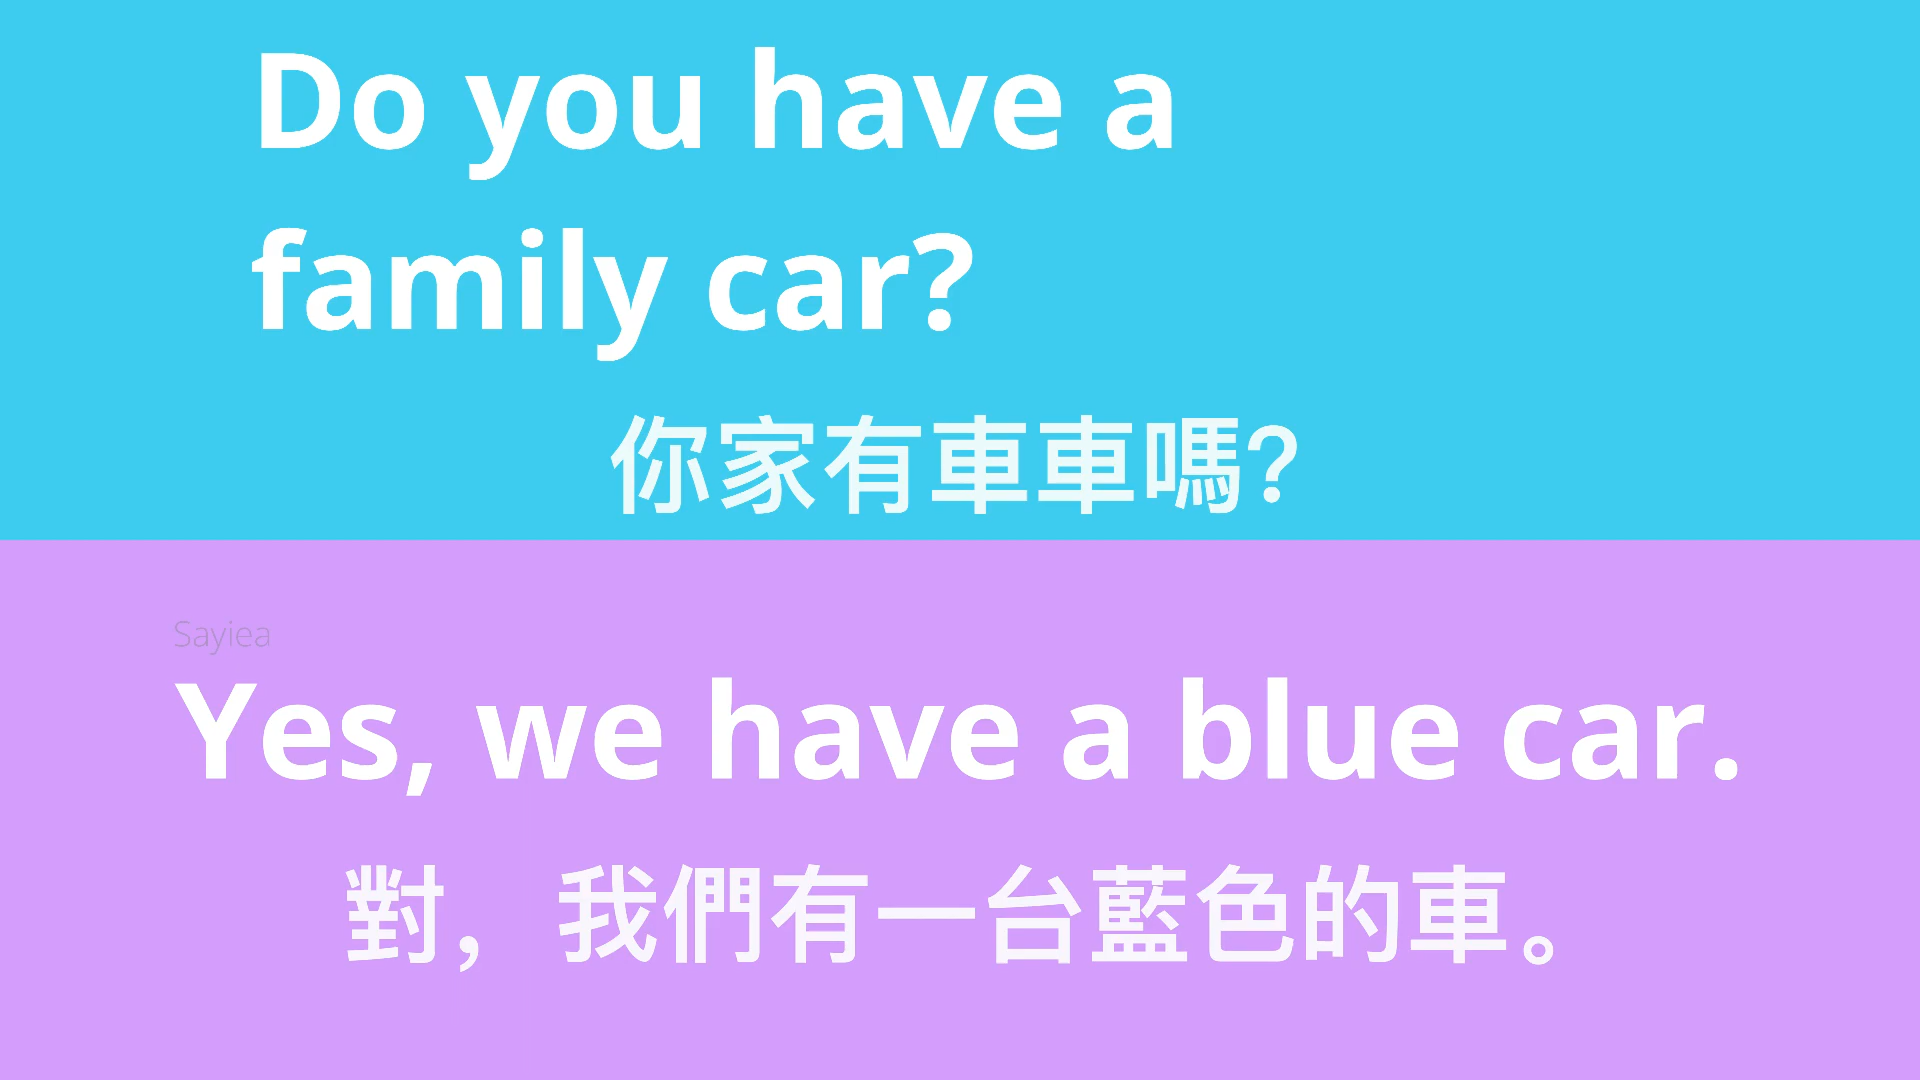 Do you have a
family car?
你家有車車嗎?
Sayiea
Yes, we have a blue car.
對，我們有一台藍色的車。